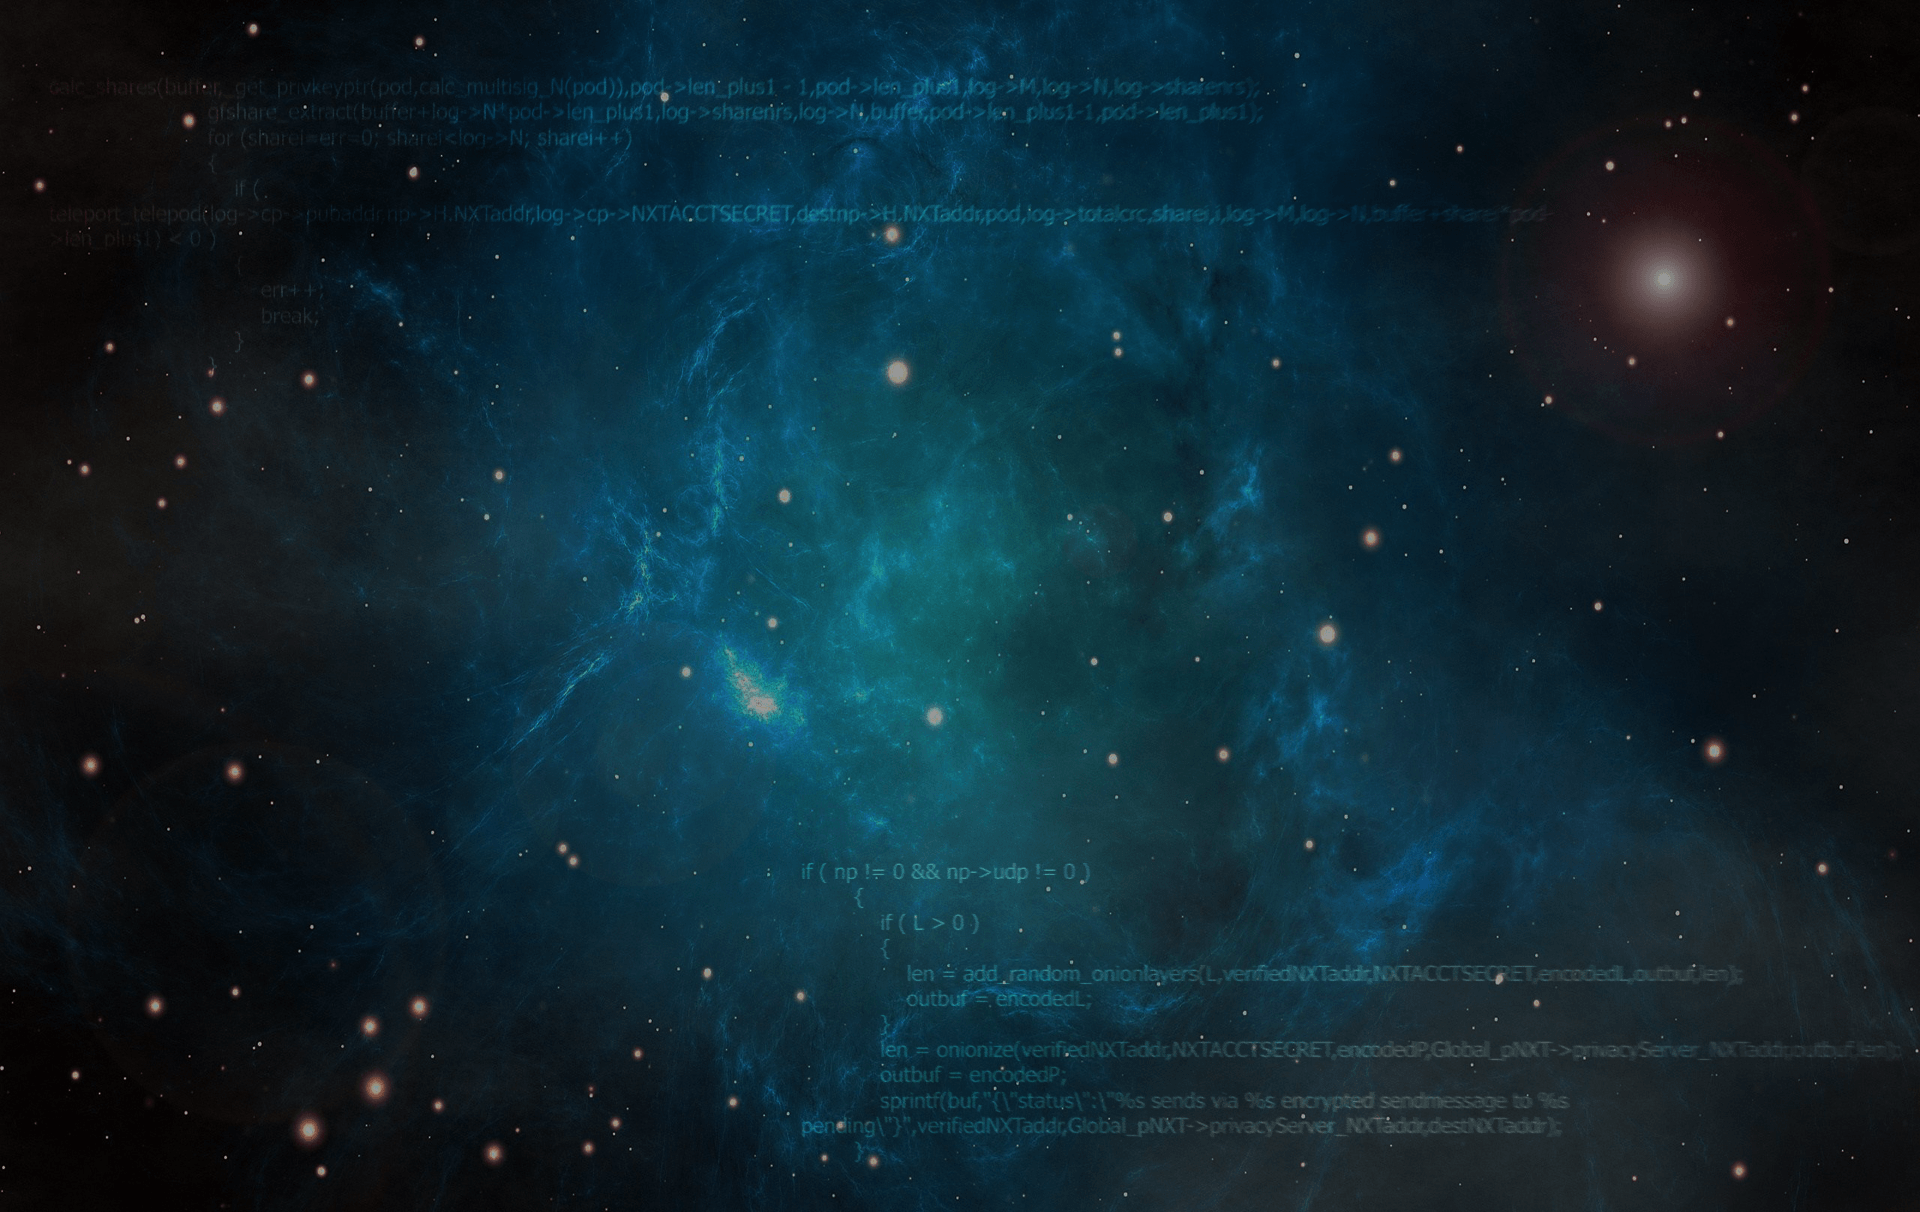 calc_shares(buffer,_get_privkeyptr(pod,calc_multisig_N(pod)),pod->len_plus1 - 1,pod->len_plus1,log->M,log->N,log->sharenrs);
gfshare_extract(buffer+log->N*pod->len_plus1,log->sharenrs,log->N,buffer,pod->len_plus1-1,pod->len_plus1);
for (sharei=err=0; sharei<log->N; sharei++)
{
if (
teleport_telepod(log->cp->pubaddr,np->H.NXTaddr,log->cp->NXTACCTSECRET,destnp->H.NXTaddr,pod,log->totalcrc,sharei,i,log->M,log->N,buffer+sharei*pod-
>len_plus1) < 0 )
{
err++;
break;
}
}
if ( np != 0 && np->udp != 0 )
{
if ( L > 0 )
{
len = add_random_onionlayers(L,verifiedNXTaddr,NXTACCTSECRET,encodedL,outbuf,len);
outbuf = encodedL;
}
len = onionize(verifiedNXTaddr,NXTACCTSECRET,encodedP,Global_pNXT->privacyServer_NXTaddr,outbuf,len);
outbuf = encodedP;
sprintf(buf,"{\"status\":\"%s sends via %s encrypted sendmessage to %s
pending\"}",verifiedNXTaddr,Global_pNXT->privacyServer_NXTaddr,destNXTaddr);
}